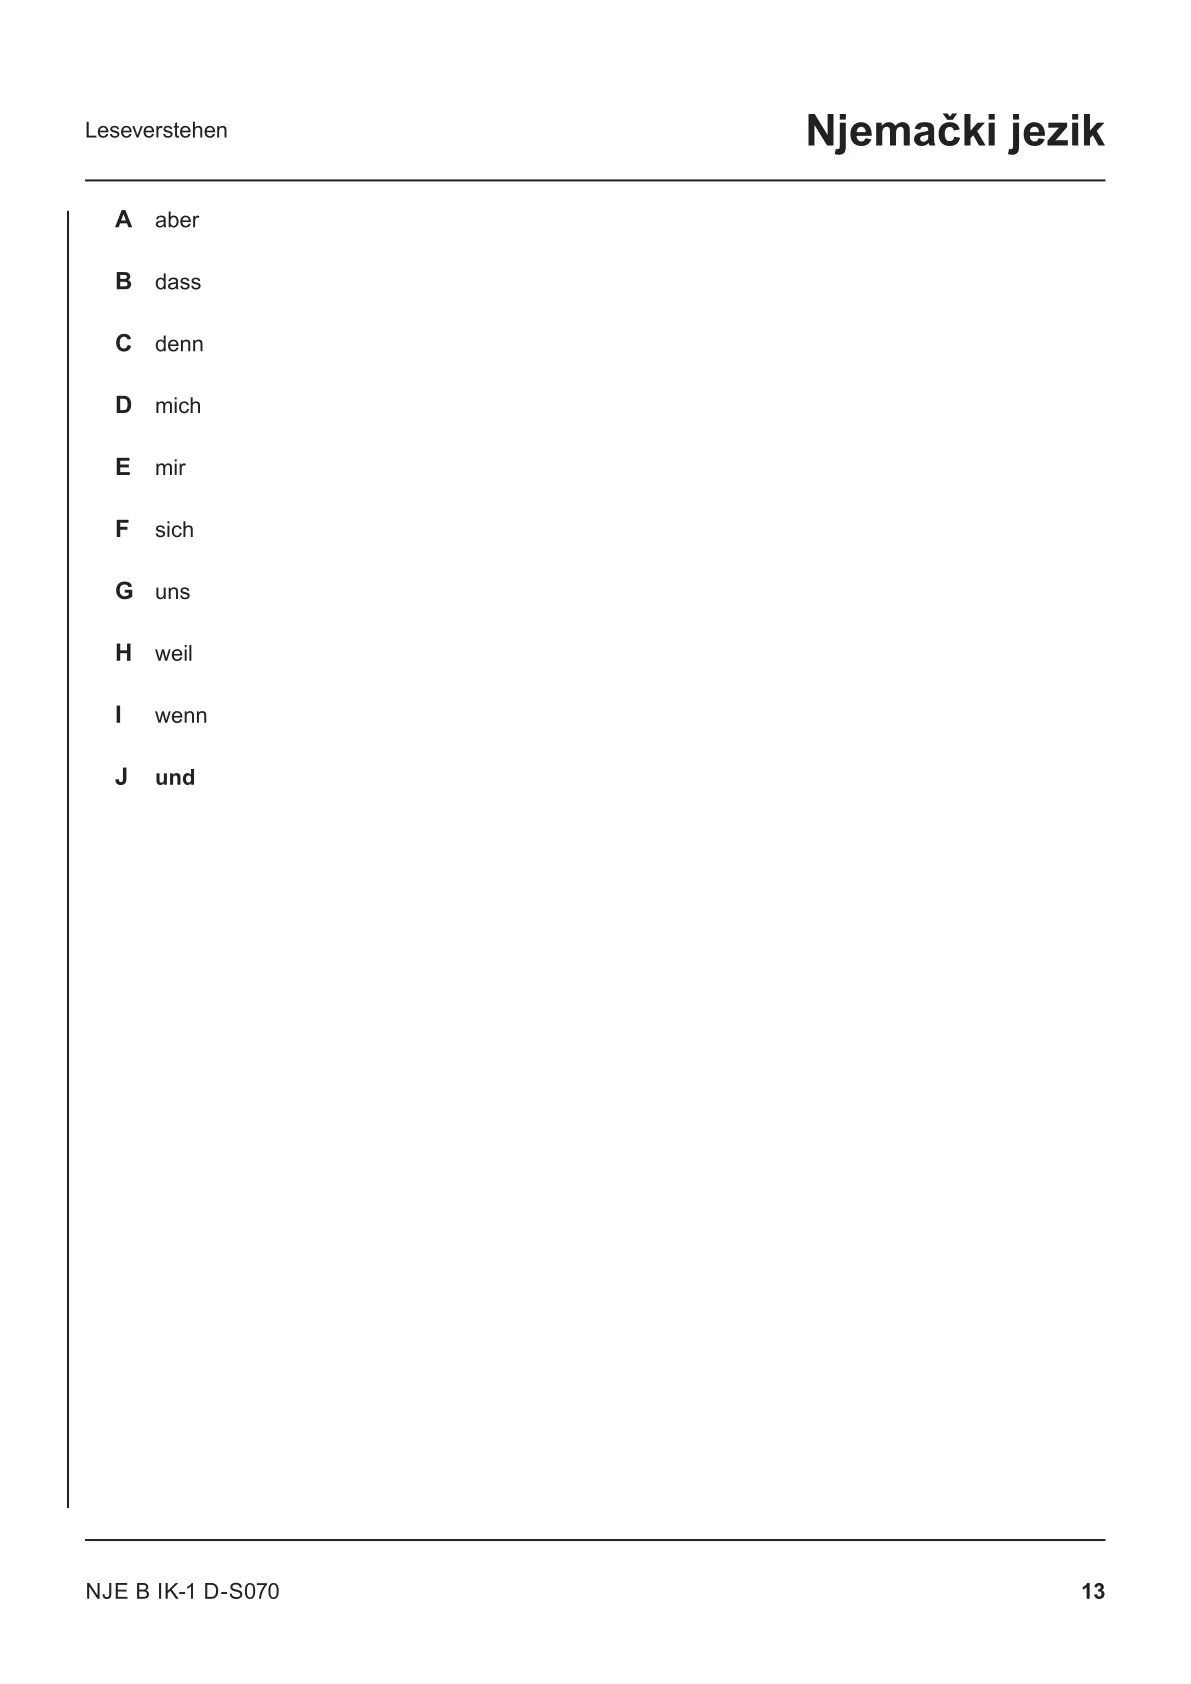 Leseverstehen
Njemački jezik
A aber
B dass
C denn
D mich
E mir
F sich
G uns
H weil
I wenn
J und
NJE B IK-1 D-S070
13